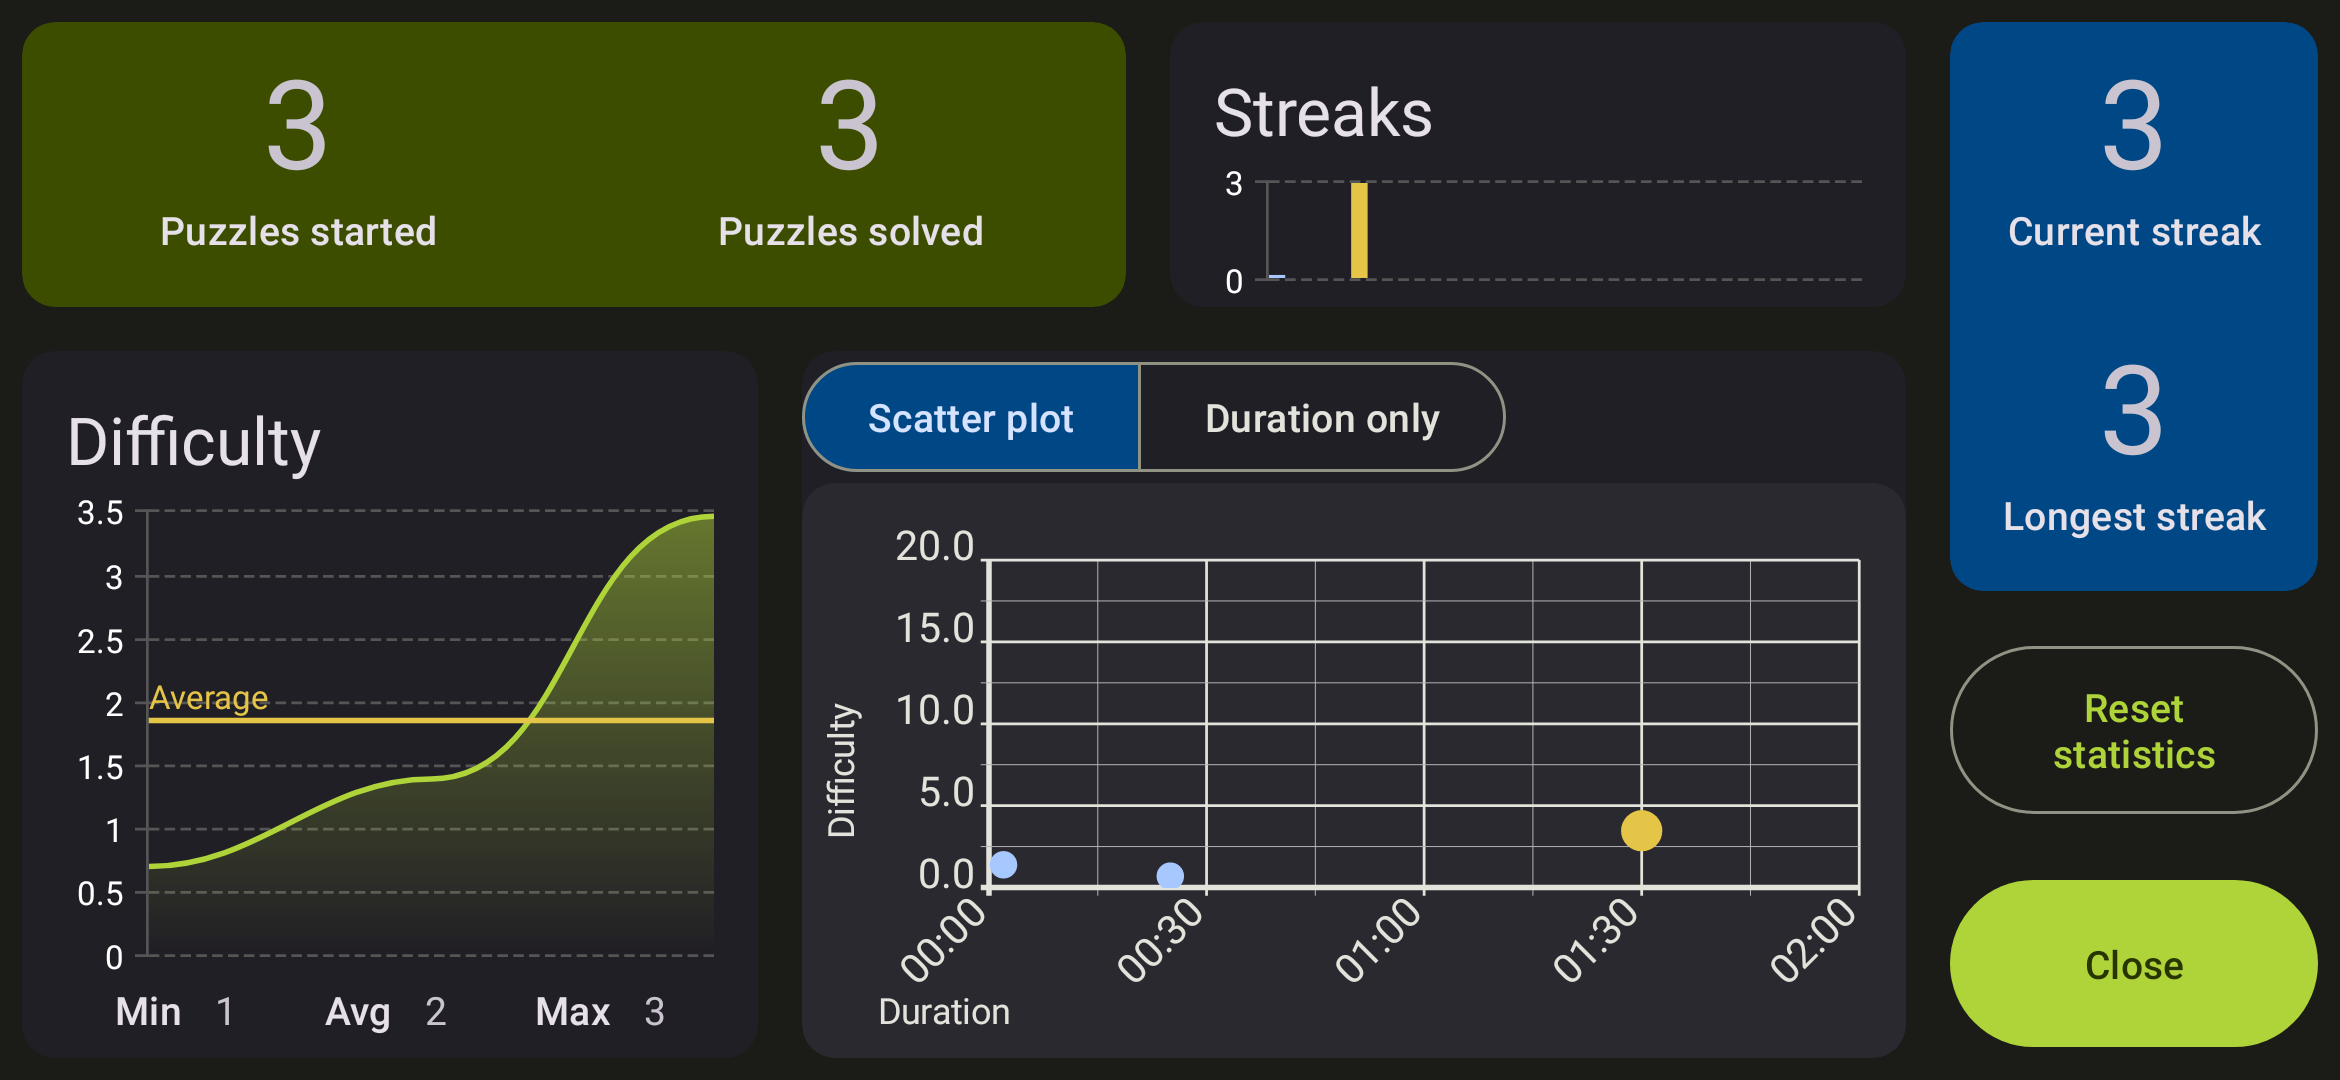 3
Puzzles started
3
Puzzles solved
Streaks
3
0
3
Current streak
3
Longest streak
Difficulty
3.5
3
2.5
2
1.5
1
0.5
0
Average
Min 1 Avg 2 Max 3
Scatter plot
Duration only
20.0
15.0
10.0
5.0
0.0
Difficulty
00:00 00:30 01:00 01:30 02:00
Duration
Reset
statistics
Close